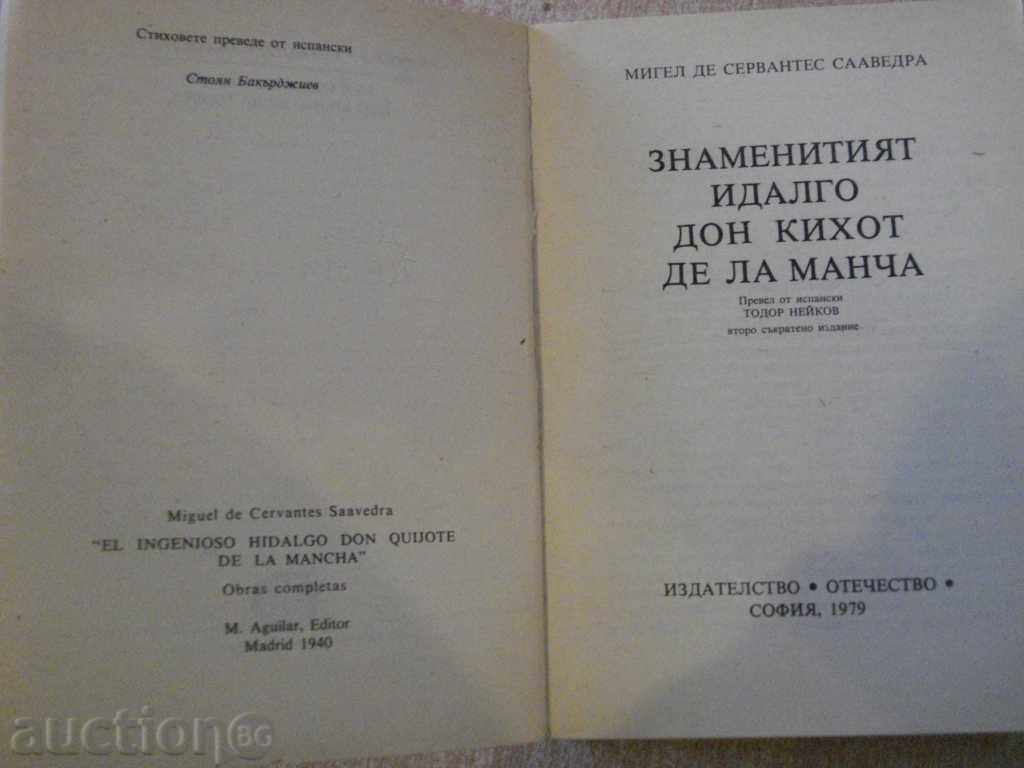 Стиховете преведе от испански
Стоян Бакърджиев
Miguel de Cervantes Saavedra
"EL INGENIOSO HIDALGO DON QUIJOTE
DE LA MANCHA"
Obras completas
M. Aguilar, Editor
Madrid 1940
МИГЕЛ ДЕ СЕРВАНТЕС СААВЕДРА
ЗНАМЕНИТИЯТ
ИДАЛГО
ДОН КИХОТ
ДЕ ЛА МАНЧА
Превел от испански
ТОДОР НЕЙКОВ
второ съкратено издание
ИЗДАТЕЛСТВО • ОТЕЧЕСТВО •
СОФИЯ, 1979
auction BG